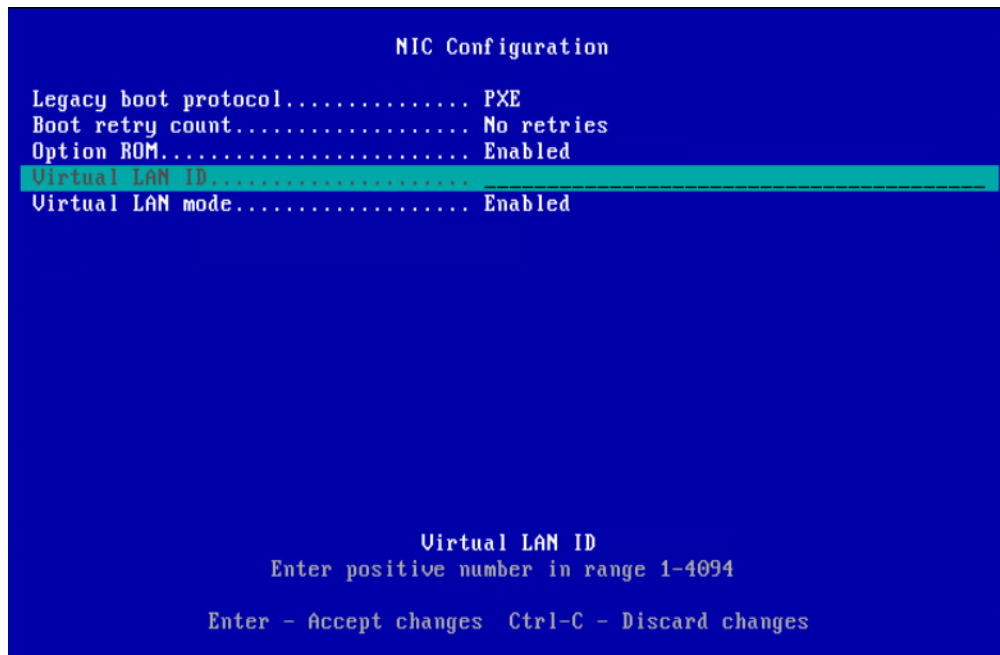 NIC Configuration
Legacy boot protocol............... PXE
Boot retry count................... No retries
Option ROM......................... Enabled
Virtual LAN ID..................... ________________________________________
Virtual LAN mode................... Enabled
Virtual LAN ID
Enter positive number in range 1-4094
Enter - Accept changes  Ctrl-C - Discard changes